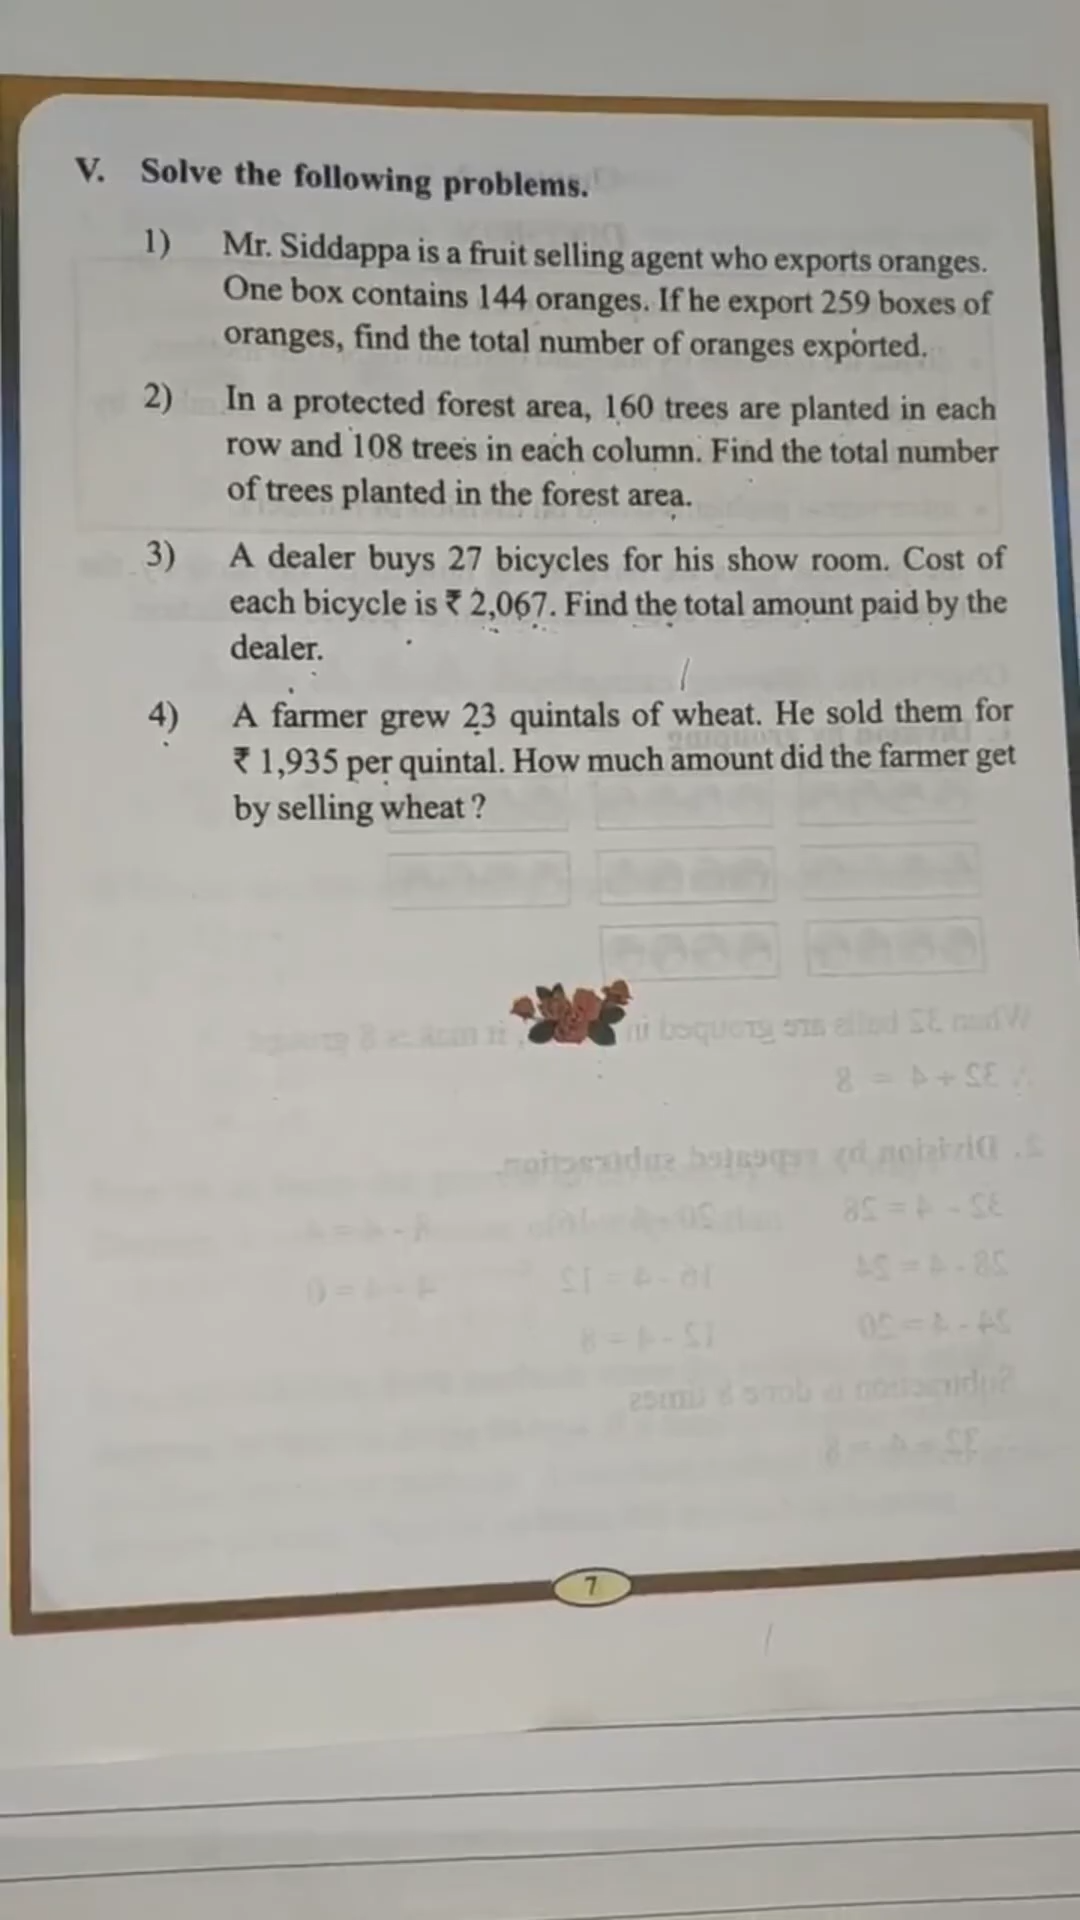 V. Solve the following problems.
1) Mr. Siddappa is a fruit selling agent who exports oranges.
One box contains 144 oranges. If he export 259 boxes of
oranges, find the total number of oranges exported.
2) In a protected forest area, 160 trees are planted in each
row and 108 trees in each column. Find the total number
of trees planted in the forest area.
3) A dealer buys 27 bicycles for his show room. Cost of
each bicycle is ₹ 2,067. Find the total amount paid by the
dealer.
4) A farmer grew 23 quintals of wheat. He sold them for
₹ 1,935 per quintal. How much amount did the farmer get
by selling wheat ?
7